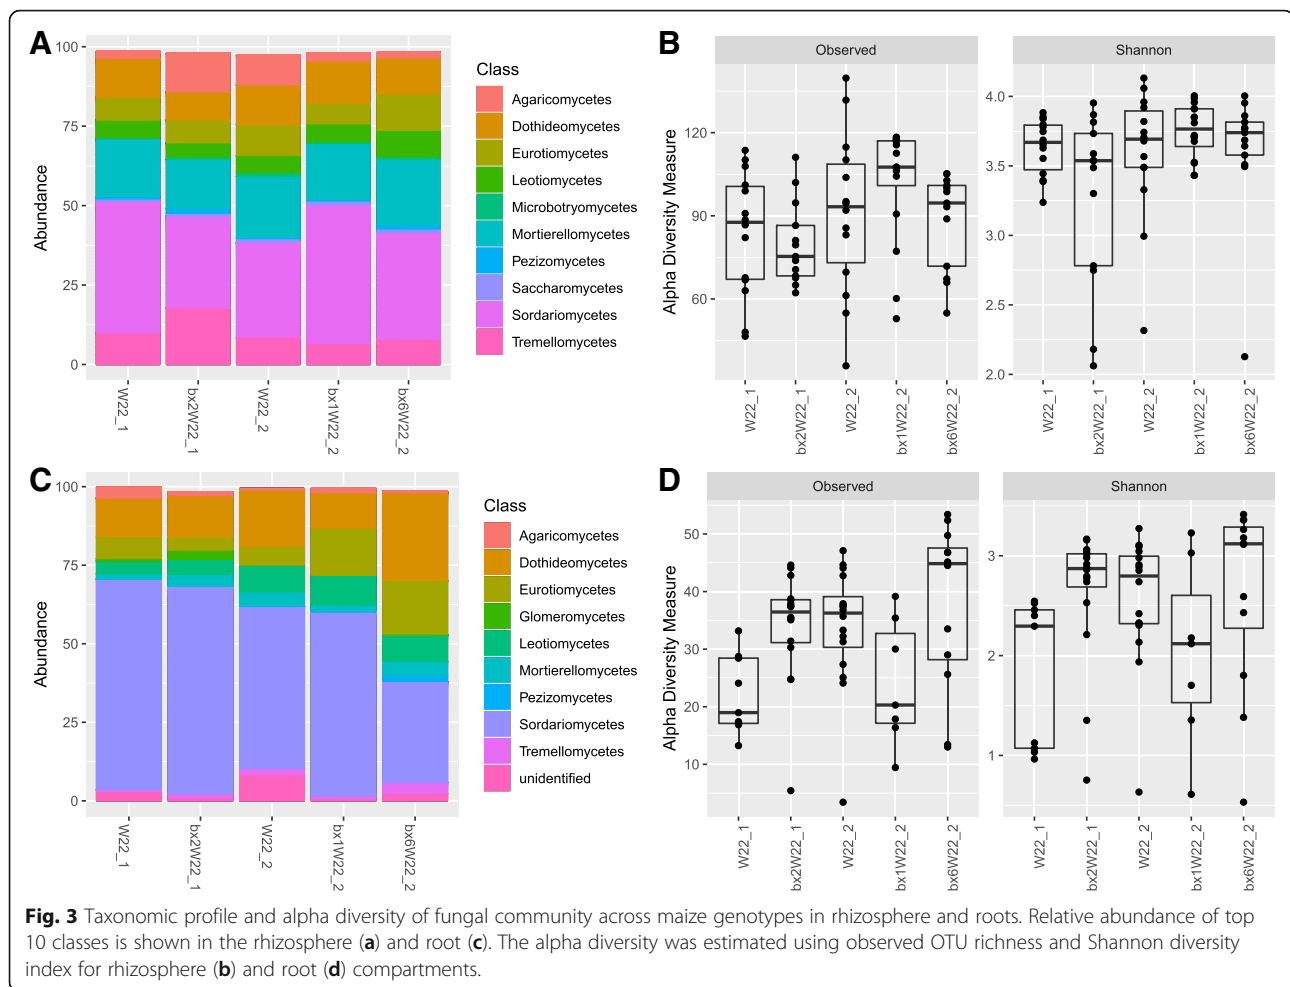 A
100
75
50
25
0
Abundance
W22_1
bx2W22_1
W22_2
bx1W22_2
bx6W22_2
Class
Agaricomycetes
Dothideomycetes
Eurotiomycetes
Leotiomycetes
Microbotryomycetes
Mortierellomycetes
Pezizomycetes
Saccharomycetes
Sordariomycetes
Tremellomycetes
B
Observed
Shannon
Alpha Diversity Measure
120
90
60
4.0
3.5
3.0
2.5
2.0
W22_1
bx2W22_1
W22_2
bx1W22_2
bx6W22_2
W22_1
bx2W22_1
W22_2
bx1W22_2
bx6W22_2
C
100
75
50
25
0
Abundance
W22_1
bx2W22_1
W22_2
bx1W22_2
bx6W22_2
Class
Agaricomycetes
Dothideomycetes
Eurotiomycetes
Glomeromycetes
Leotiomycetes
Mortierellomycetes
Pezizomycetes
Sordariomycetes
Tremellomycetes
unidentified
D
Observed
Shannon
Alpha Diversity Measure
50
40
30
20
10
3
2
1
W22_1
bx2W22_1
W22_2
bx1W22_2
bx6W22_2
W22_1
bx2W22_1
W22_2
bx1W22_2
bx6W22_2
Fig. 3 Taxonomic profile and alpha diversity of fungal community across maize genotypes in rhizosphere and roots. Relative abundance of top
10 classes is shown in the rhizosphere (a) and root (c). The alpha diversity was estimated using observed OTU richness and Shannon diversity
index for rhizosphere (b) and root (d) compartments.